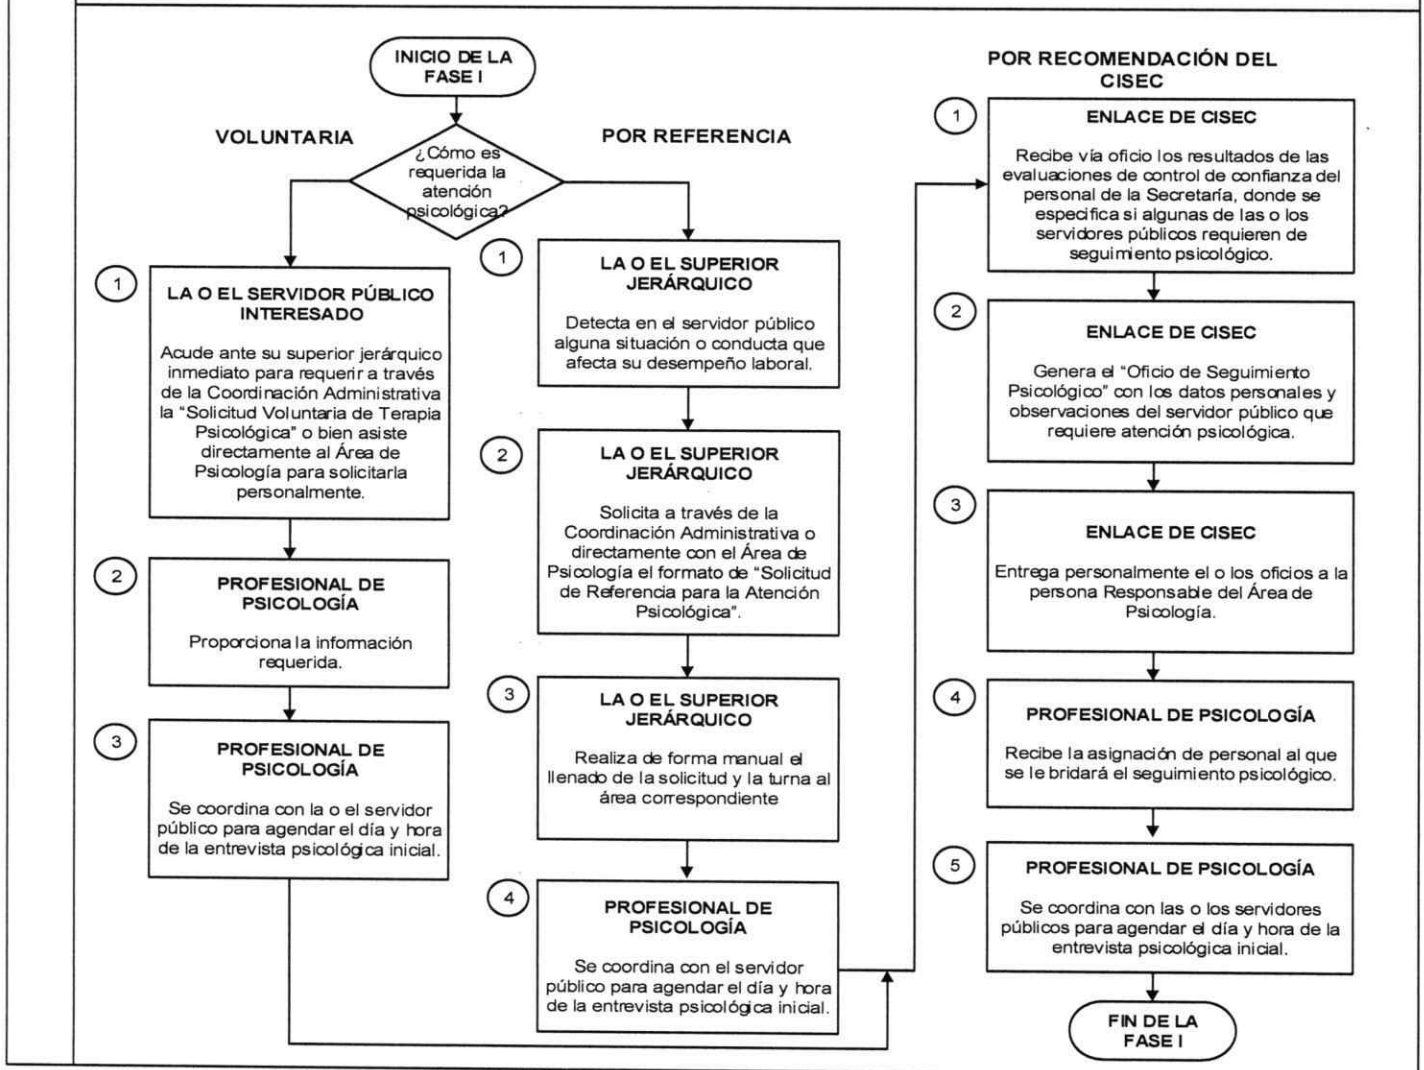 INICIO DE LA
FASE I
VOLUNTARIA
POR REFERENCIA
¿Cómo es
requerida la
atención
psicológica?
1
LA O EL SERVIDOR PÚBLICO
INTERESADO
Acude ante su superior jerárquico
inmediato para requerir a través
de la Coordinación Administrativa
la “Solicitud Voluntaria de Terapia
Psicológica” o bien asiste
directamente al Área de
Psicología para solicitarla
personalmente.
2
PROFESIONAL DE
PSICOLOGÍA
Proporciona la información
requerida.
3
PROFESIONAL DE
PSICOLOGÍA
Se coordina con la o el servidor
público para agendar el día y hora
de la entrevista psicológica inicial.
1
LA O EL SUPERIOR
JERÁRQUICO
Detecta en el servidor público
alguna situación o conducta que
afecta su desempeño laboral.
2
LA O EL SUPERIOR
JERÁRQUICO
Solicita a través de la
Coordinación Administrativa o
directamente con el Área de
Psicología el formato de “Solicitud
de Referencia para la Atención
Psicológica”.
3
LA O EL SUPERIOR
JERÁRQUICO
Realiza de forma manual el
llenado de la solicitud y la turna al
área correspondiente
4
PROFESIONAL DE
PSICOLOGÍA
Se coordina con el servidor
público para agendar el día y hora
de la entrevista psicológica inicial.
POR RECOMENDACIÓN DEL
CISEC
1
ENLACE DE CISEC
Recibe vía oficio los resultados de las
evaluaciones de control de confianza del
personal de la Secretaría, donde se
especifica si algunas de las o los
servidores públicos requieren de
seguimiento psicológico.
2
ENLACE DE CISEC
Genera el “Oficio de Seguimiento
Psicológico” con los datos personales y
observaciones del servidor público que
requiere atención psicológica.
3
ENLACE DE CISEC
Entrega personalmente el o los oficios a la
persona Responsable del Área de
Psicología.
4
PROFESIONAL DE PSICOLOGÍA
Recibe la asignación de personal al que
se le bridará el seguimiento psicológico.
5
PROFESIONAL DE PSICOLOGÍA
Se coordina con las o los servidores
públicos para agendar el día y hora de la
entrevista psicológica inicial.
FIN DE LA
FASE I